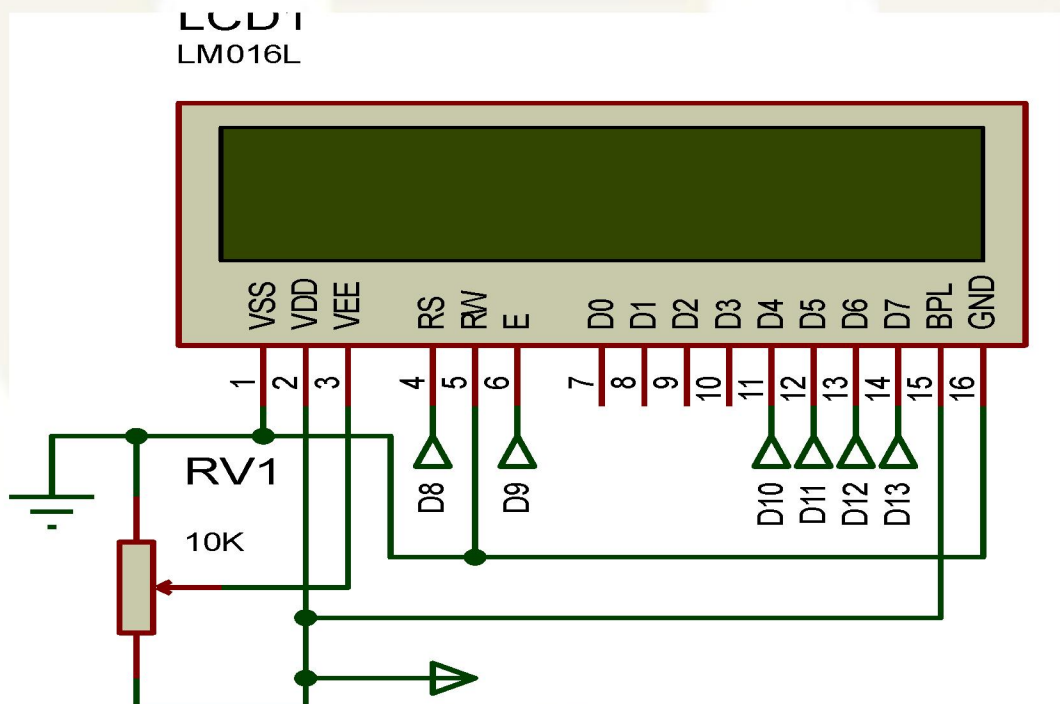 LCD1
LM016L
VSS VDD VEE RS RW E D0 D1 D2 D3 D4 D5 D6 D7 BPL GND
1 2 3 4 5 6 7 8 9 10 11 12 13 14 15 16
RV1
D8 D9 D10 D11 D12 D13
10K